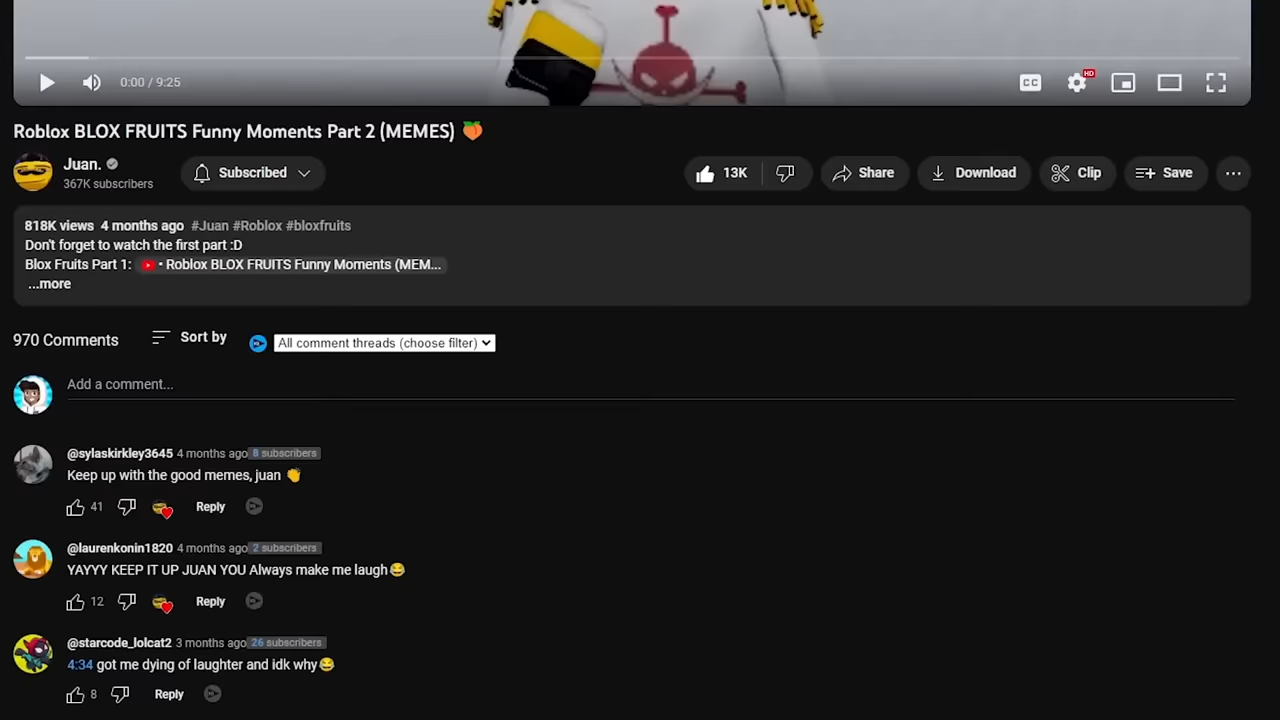 0:00 / 9:25
CC
HD
Roblox BLOX FRUITS Funny Moments Part 2 (MEMES) 🍑
Juan.
367K subscribers
Subscribed
13K
Share
Download
Clip
Save
818K views 4 months ago #Juan #Roblox #bloxfruits
Don't forget to watch the first part :D
Blox Fruits Part 1: • Roblox BLOX FRUITS Funny Moments (MEM...
...more
970 Comments
Sort by
All comment threads (choose filter)
Add a comment...
@sylaskirkley3645 4 months ago 8 subscribers
Keep up with the good memes, juan 👏
41 Reply
@laurenkonin1820 4 months ago 2 subscribers
YAYYY KEEP IT UP JUAN YOU Always make me laugh😂
12 Reply
@starcode_lolcat2 3 months ago 26 subscribers
4:34 got me dying of laughter and idk why😂
8 Reply